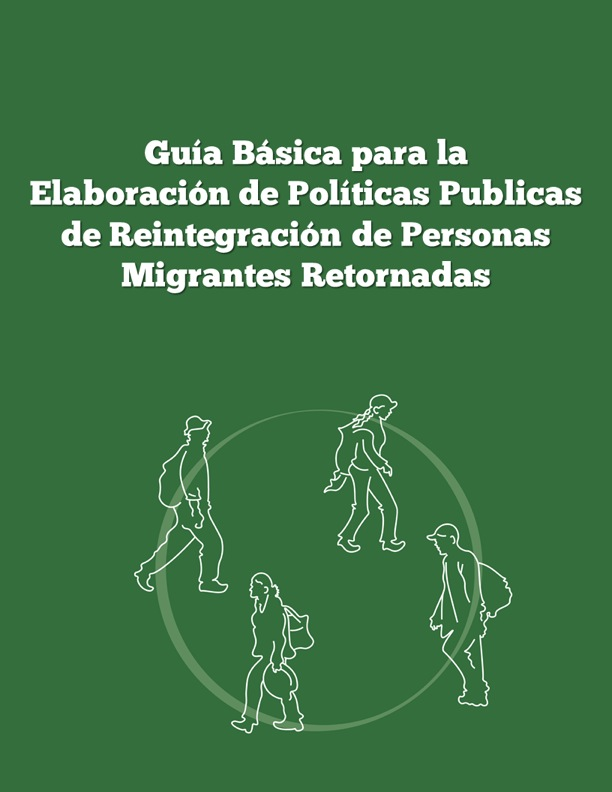 Guía Básica para la
Elaboración de Políticas Publicas
de Reintegración de Personas
Migrantes Retornadas